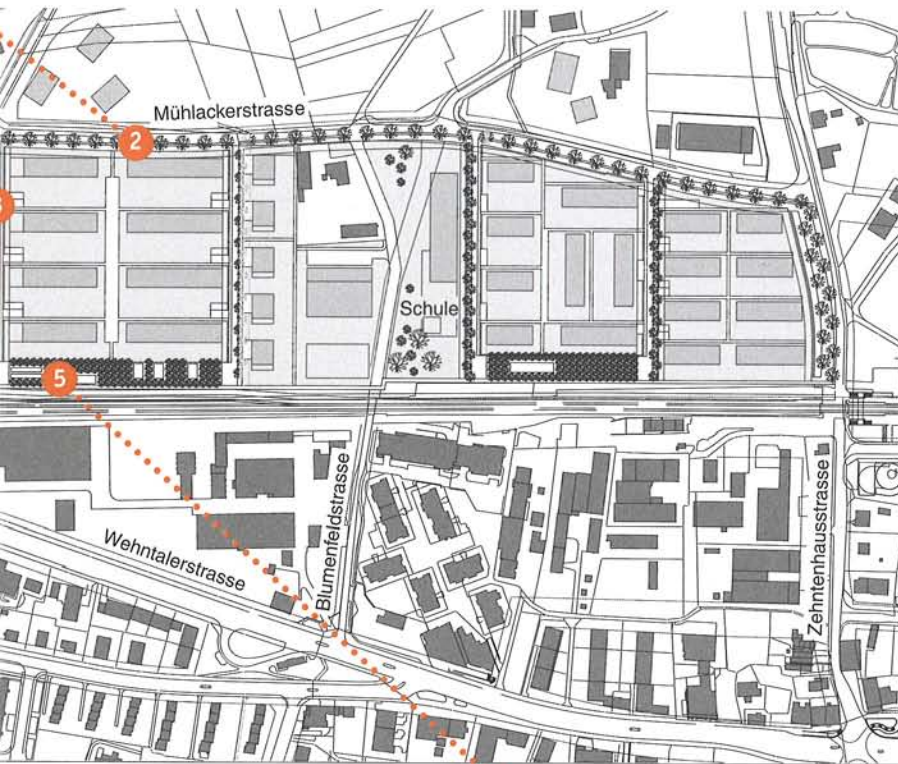 Mühlackerstrasse
2
3
Schule
5
Wehntalerstrasse
Blumenfeldstrasse
Zehntenhausstrasse